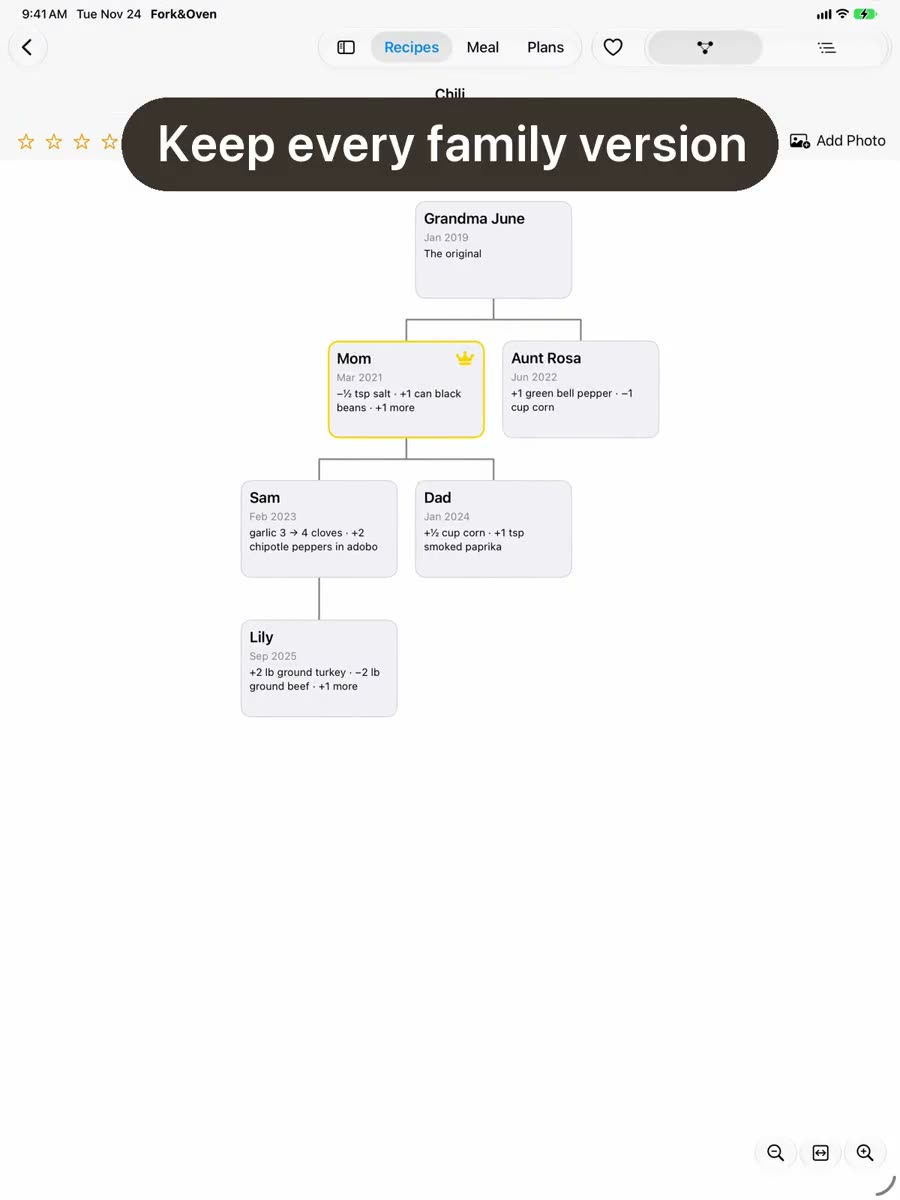 9:41 AM Tue Nov 24 Fork&Oven
Recipes Meal Plans
Chili
Keep every family version
Add Photo
Grandma June
Jan 2019
The original
Mom
Mar 2021
−½ tsp salt · +1 can black
beans · +1 more
Aunt Rosa
Jun 2022
+1 green bell pepper · −1
cup corn
Sam
Feb 2023
garlic 3 → 4 cloves · +2
chipotle peppers in adobo
Dad
Jan 2024
+½ cup corn · +1 tsp
smoked paprika
Lily
Sep 2025
+2 lb ground turkey · −2 lb
ground beef · +1 more